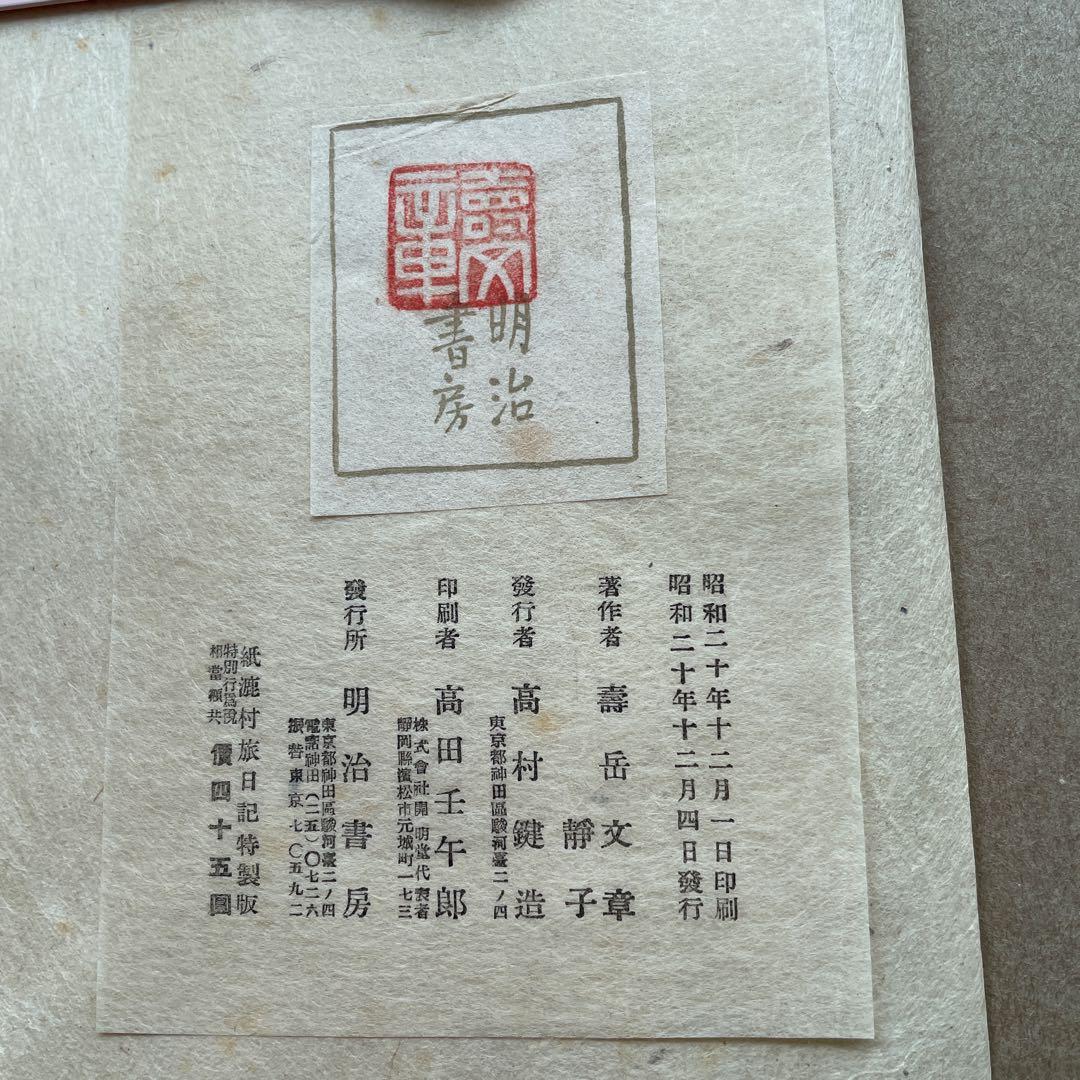 明治
書房
昭和二十年十二月一日印刷
昭和二十年十二月四日發行
著作者 壽岳文章
靜子
發行者 高村鍵造
東京都神田區駿河臺二ノ四
印刷者 高田壬午郎
株式會社開明堂代表者
靜岡縣濱松市元城町一七三
發行所 明治書房
東京都神田區駿河臺二ノ四
電話神田(二五)〇七二六
振替東京七〇五九二
紙漉村旅日記特製版
特別行爲税
相當額共 價四十五圓